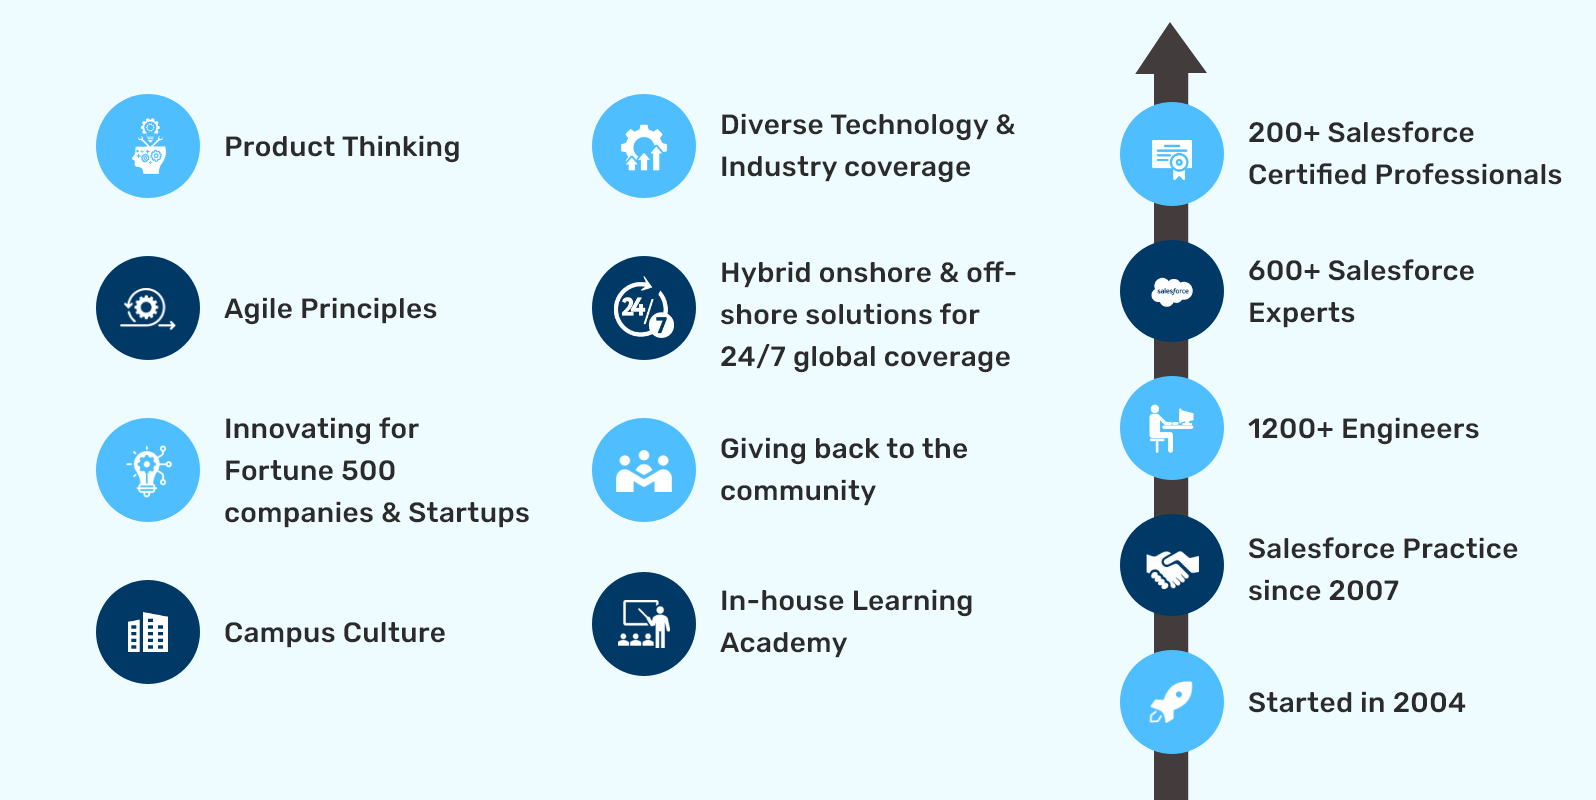 Product Thinking
Agile Principles
Innovating for
Fortune 500
companies & Startups
Campus Culture
Diverse Technology &
Industry coverage
24/7
Hybrid onshore & off-
shore solutions for
24/7 global coverage
Giving back to the
community
In-house Learning
Academy
200+ Salesforce
Certified Professionals
salesforce
600+ Salesforce
Experts
1200+ Engineers
Salesforce Practice
since 2007
Started in 2004